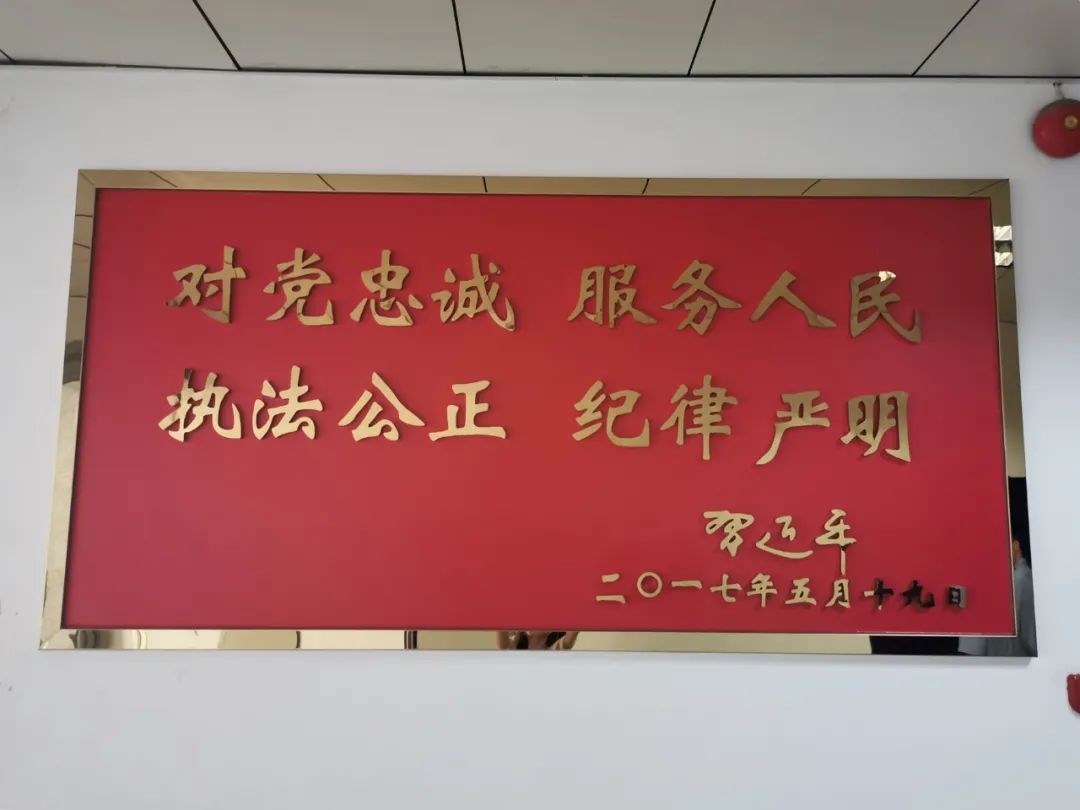 对党忠诚 服务人民
执法公正 纪律严明
习近平
二〇一七年五月十九日